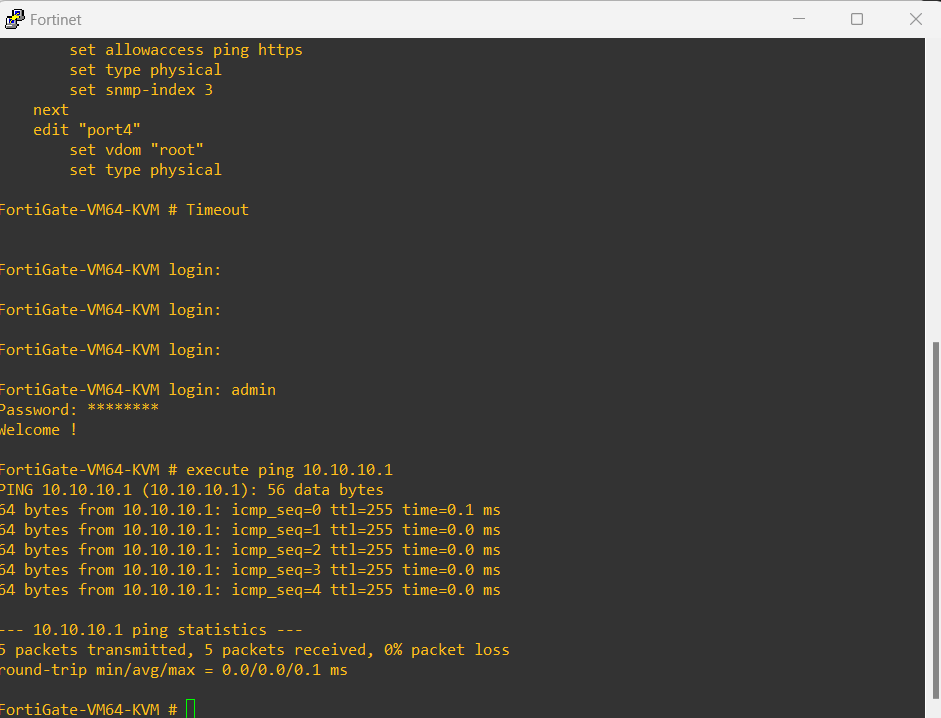 Fortinet
set allowaccess ping https
set type physical
set snmp-index 3
next
edit "port4"
set vdom "root"
set type physical
FortiGate-VM64-KVM # Timeout
FortiGate-VM64-KVM login:
FortiGate-VM64-KVM login:
FortiGate-VM64-KVM login:
FortiGate-VM64-KVM login: admin
Password: ********
Welcome !
FortiGate-VM64-KVM # execute ping 10.10.10.1
PING 10.10.10.1 (10.10.10.1): 56 data bytes
64 bytes from 10.10.10.1: icmp_seq=0 ttl=255 time=0.1 ms
64 bytes from 10.10.10.1: icmp_seq=1 ttl=255 time=0.0 ms
64 bytes from 10.10.10.1: icmp_seq=2 ttl=255 time=0.0 ms
64 bytes from 10.10.10.1: icmp_seq=3 ttl=255 time=0.0 ms
64 bytes from 10.10.10.1: icmp_seq=4 ttl=255 time=0.0 ms
--- 10.10.10.1 ping statistics ---
5 packets transmitted, 5 packets received, 0% packet loss
round-trip min/avg/max = 0.0/0.0/0.1 ms
FortiGate-VM64-KVM #